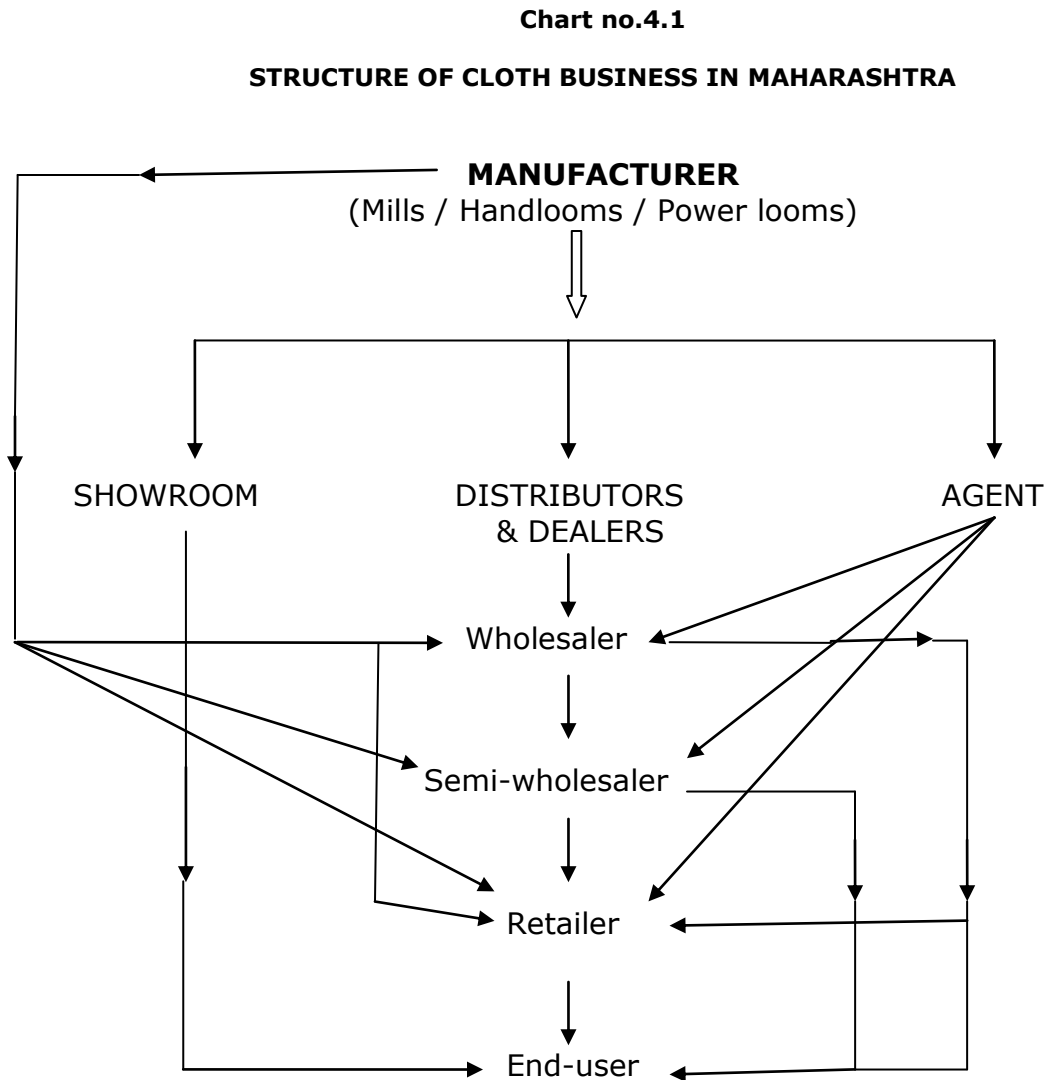 Chart no.4.1
STRUCTURE OF CLOTH BUSINESS IN MAHARASHTRA
MANUFACTURER
(Mills / Handlooms / Power looms)
SHOWROOM
DISTRIBUTORS
& DEALERS
AGENT
Wholesaler
Semi-wholesaler
Retailer
End-user